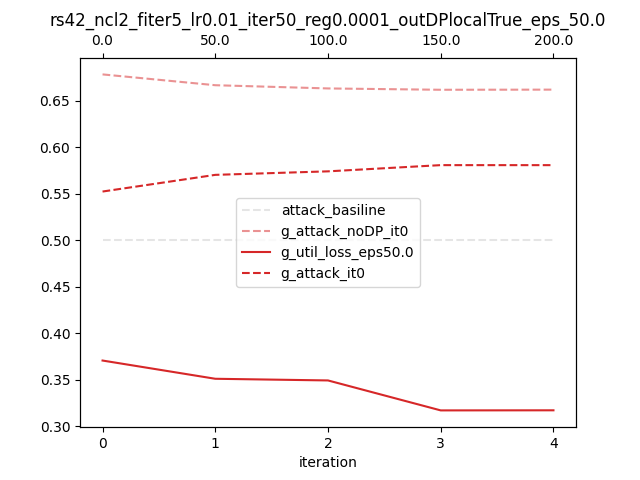 rs42_ncl2_fiter5_lr0.01_iter50_reg0.0001_outDPlocalTrue_eps_50.0
0.0 50.0 100.0 150.0 200.0
0.65
0.60
0.55
0.50
0.45
0.40
0.35
0.30
attack_basiline
g_attack_noDP_it0
g_util_loss_eps50.0
g_attack_it0
0 1 2 3 4
iteration